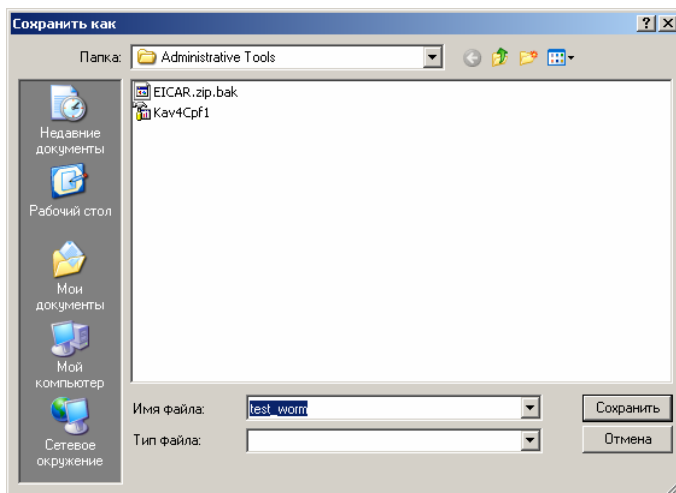 Сохранить как
Папка:
Administrative Tools
EICAR.zip.bak
Kav4Cpf1
Недавние
документы
Рабочий стол
Мои
документы
Мой
компьютер
Сетевое
окружение
Имя файла:
test_worm
Сохранить
Тип файла:
Отмена